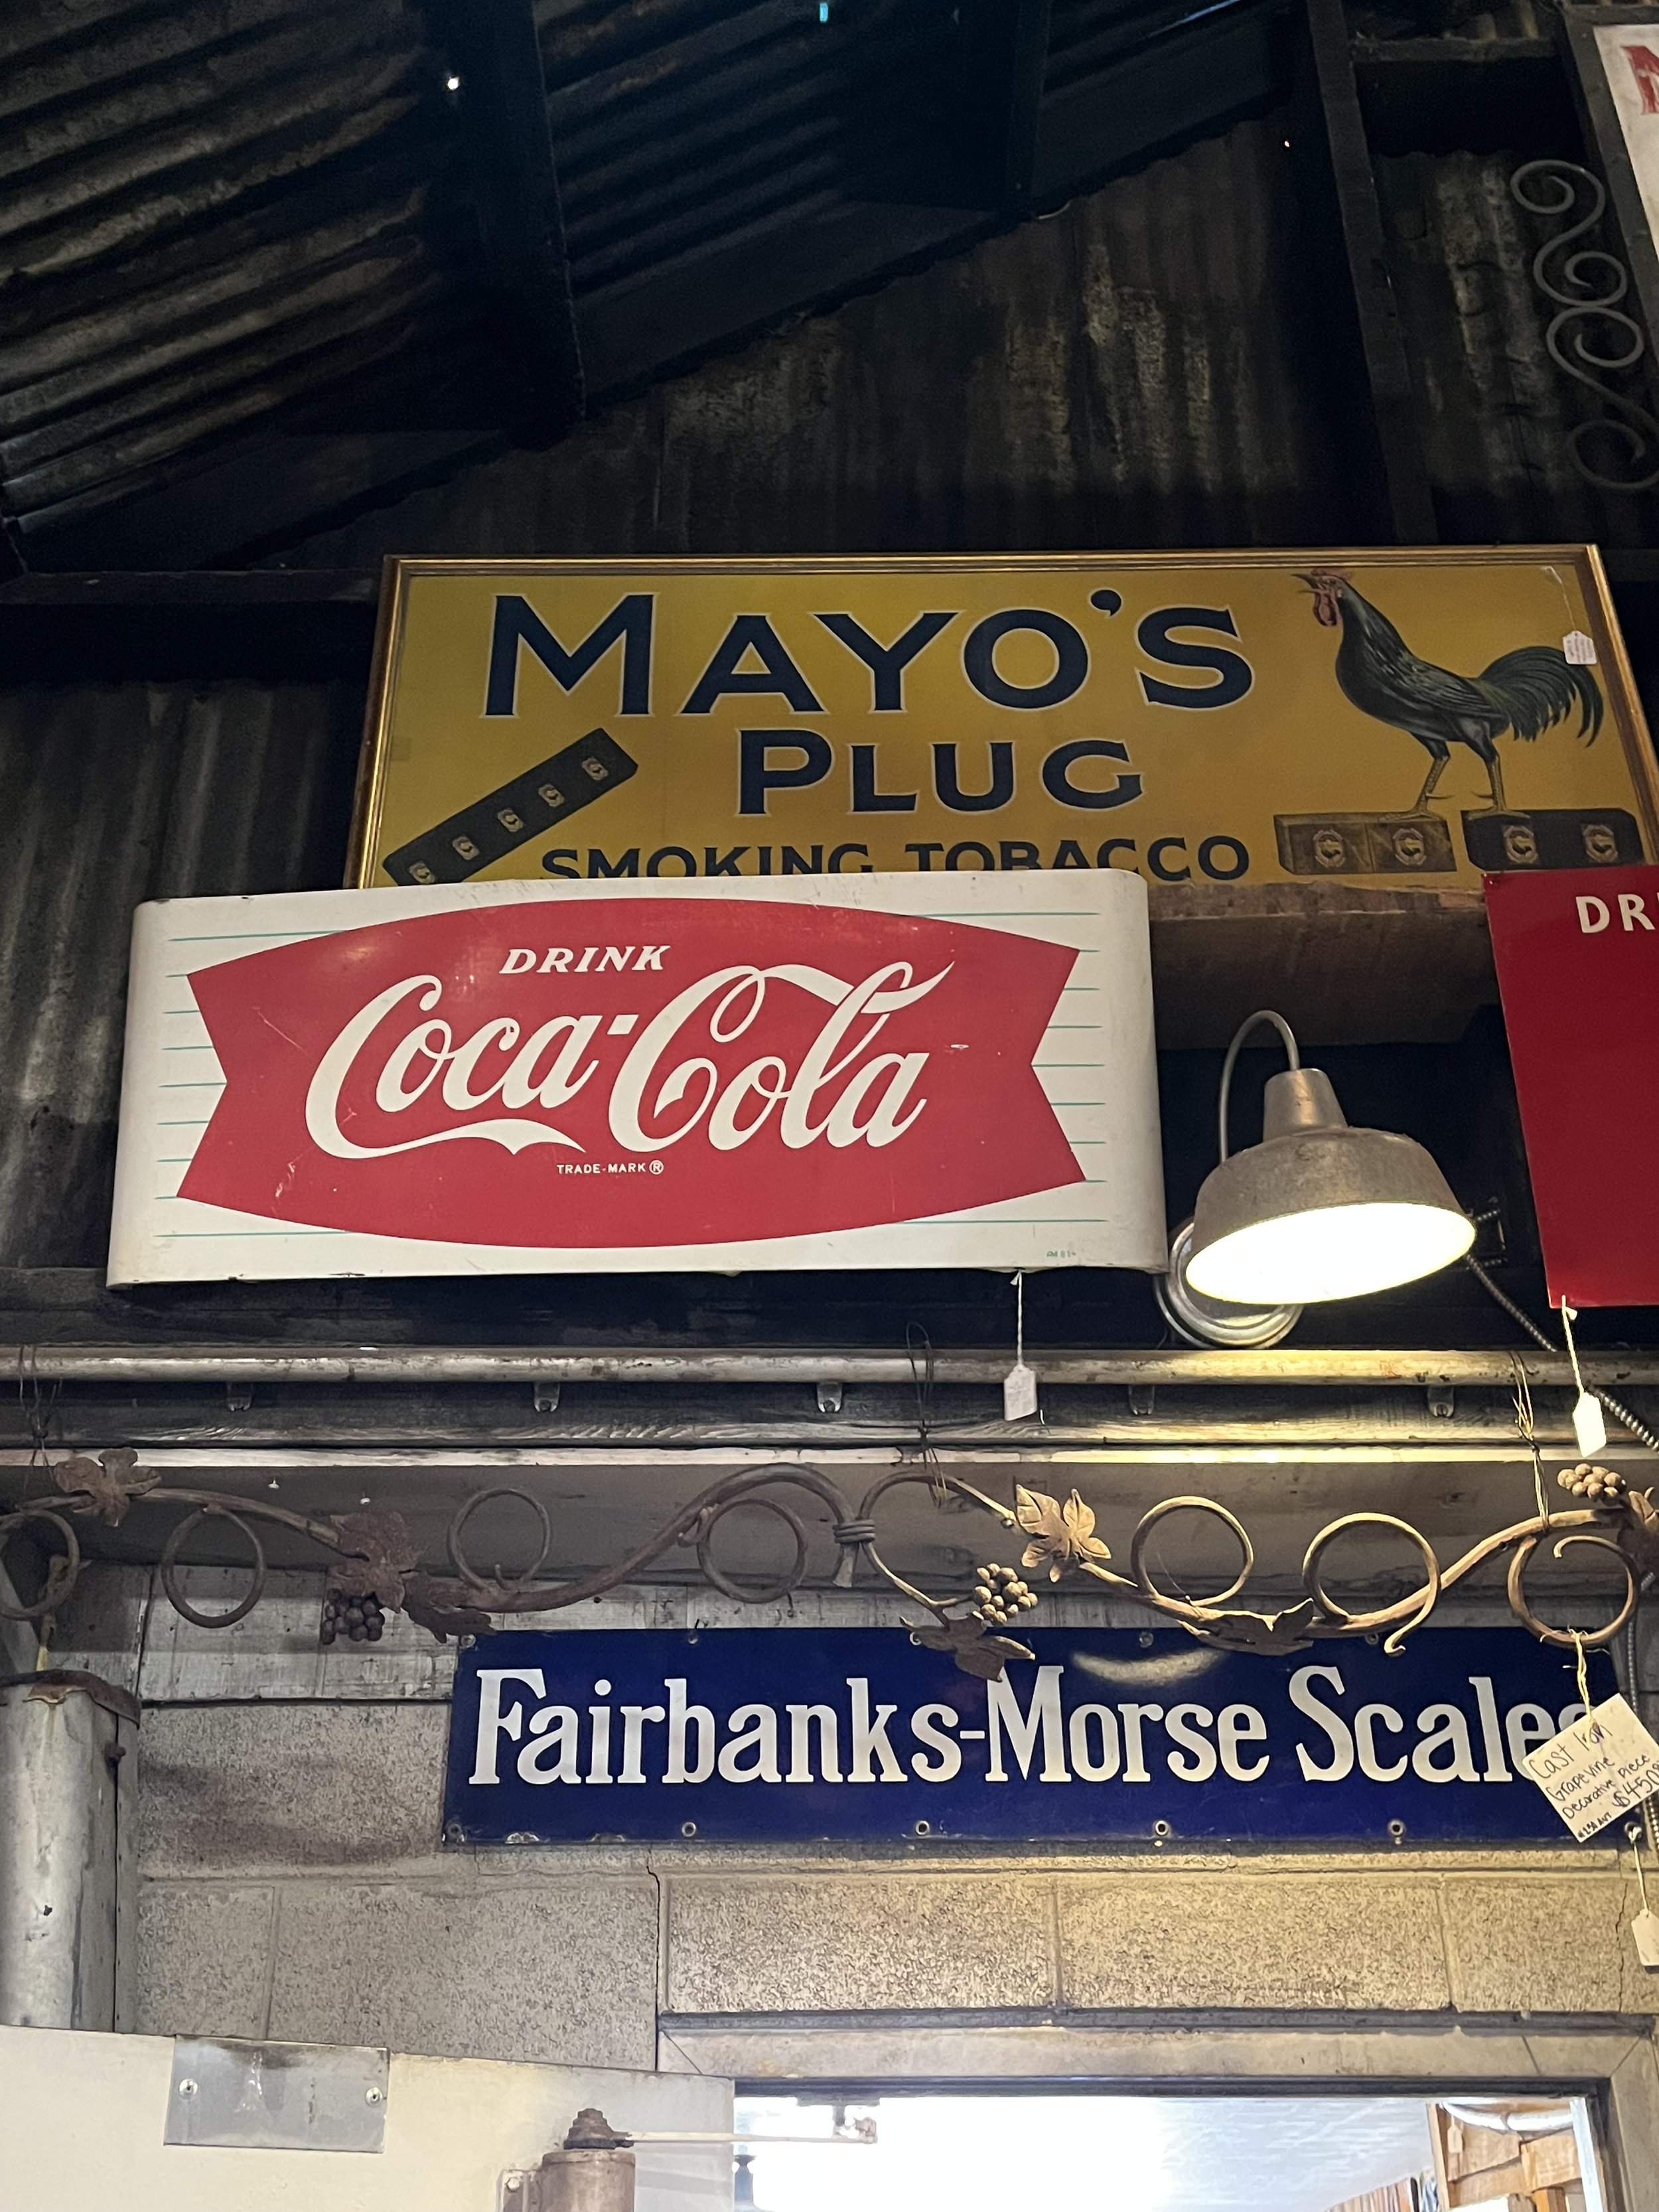 MAYO'S
PLUG
SMOKING TOBACCO
DRINK
Coca-Cola
TRADE-MARK ®
DR
Fairbanks-Morse Scales
Cast Iron
Grapevine
Decorative Piece